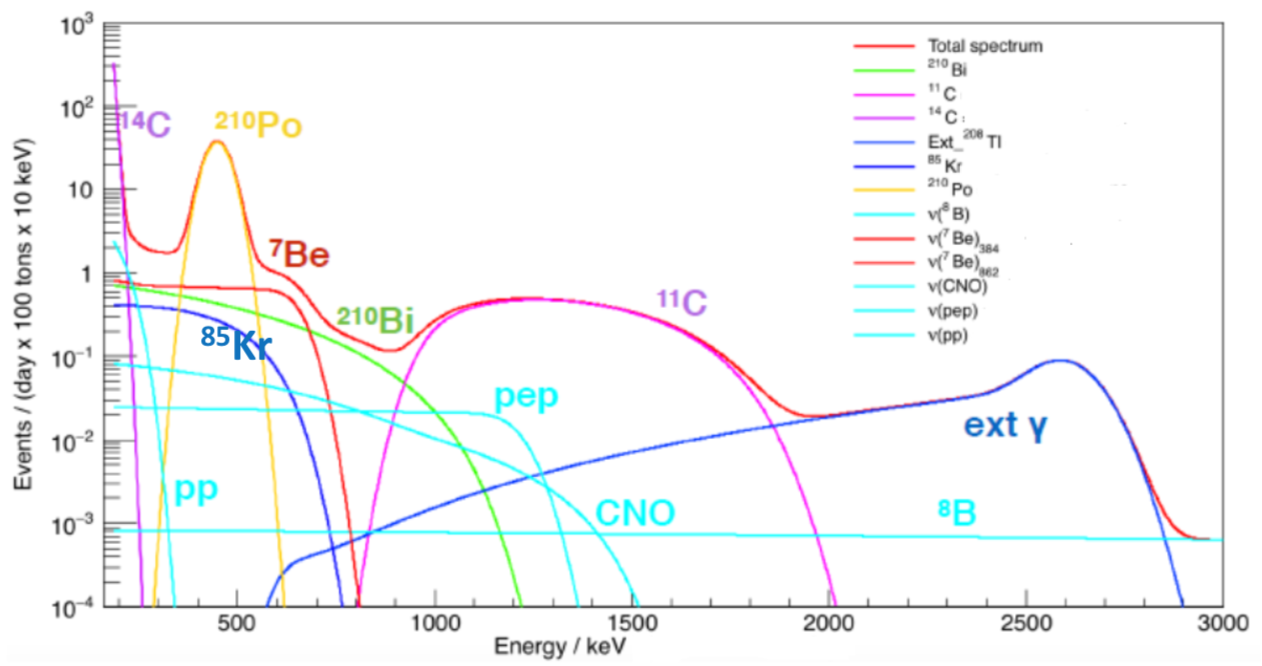 10³
10²
10
1
10⁻¹
10⁻²
10⁻³
10⁻⁴
Events / (day x 100 tons x 10 keV)
¹⁴C
²¹⁰Po
⁷Be
²¹⁰Bi
⁸⁵Kr
¹¹C
pep
pp
CNO
ext γ
⁸B
Total spectrum
²¹⁰Bi
¹¹C
¹⁴C :
Ext_²⁰⁸Tl
⁸⁵Kr
²¹⁰Po
ν(⁸B)
ν(⁷Be)₃₈₄
ν(⁷Be)₈₆₂
ν(CNO)
ν(pep)
ν(pp)
500 1000 1500 2000 2500 3000
Energy / keV